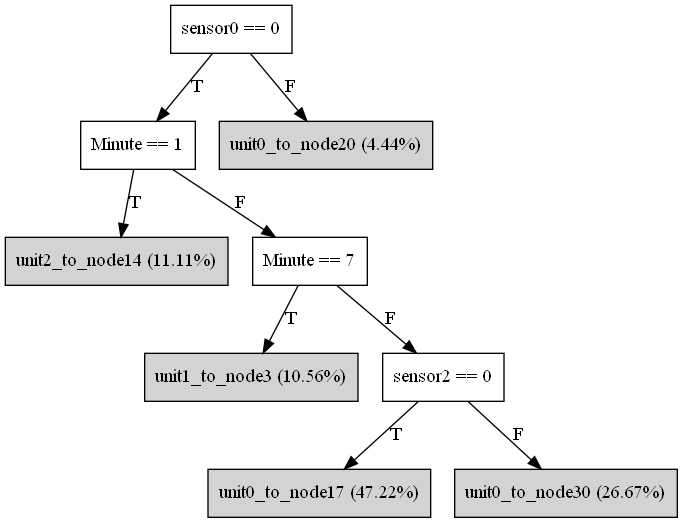 sensor0 == 0
T
F
Minute == 1
unit0_to_node20 (4.44%)
T
F
unit2_to_node14 (11.11%)
Minute == 7
T
F
unit1_to_node3 (10.56%)
sensor2 == 0
T
F
unit0_to_node17 (47.22%)
unit0_to_node30 (26.67%)